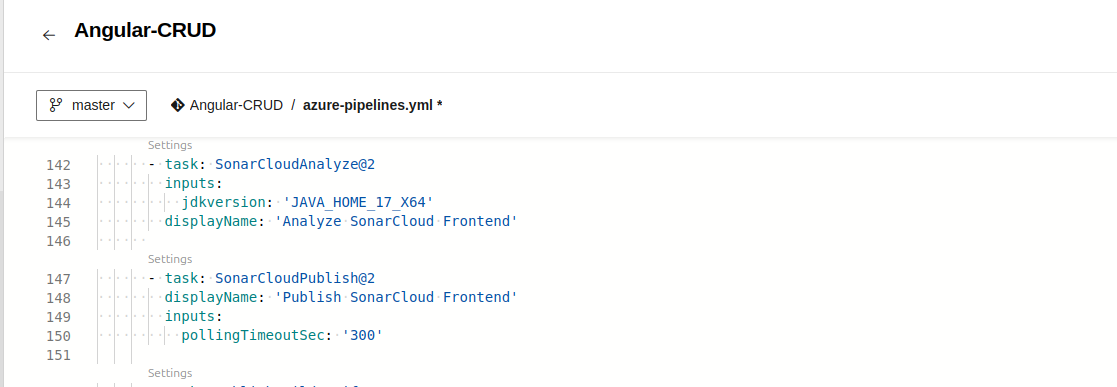 Angular-CRUD
master Angular-CRUD / azure-pipelines.yml *
Settings
142 - task: SonarCloudAnalyze@2
143 inputs:
144 jdkversion: 'JAVA_HOME_17_X64'
145 displayName: 'Analyze SonarCloud Frontend'
146
Settings
147 - task: SonarCloudPublish@2
148 displayName: 'Publish SonarCloud Frontend'
149 inputs:
150 pollingTimeoutSec: '300'
151
Settings